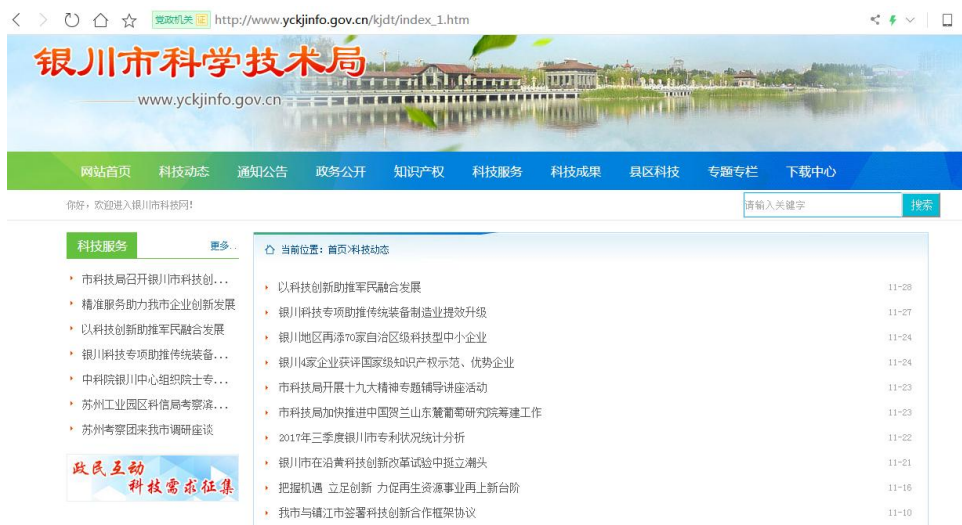 党政机关 证 http://www.yckjinfo.gov.cn/kjdt/index_1.htm
银川市科学技术局
www.yckjinfo.gov.cn
网站首页 科技动态 通知公告 政务公开 知识产权 科技服务 科技成果 县区科技 专题专栏 下载中心
你好，欢迎进入银川市科技网！ 请输入关键字 搜索
科技服务 更多..
市科技局召开银川市科技创...
精准服务助力我市企业创新发展
以科技创新助推军民融合发展
银川科技专项助推传统装备...
中科院银川中心组织院士专...
苏州工业园区科信局考察滨...
苏州考察团来我市调研座谈
政民互动
科技需求征集
当前位置：首页>科技动态
以科技创新助推军民融合发展 11-28
银川科技专项助推传统装备制造业提效升级 11-27
银川地区再添70家自治区级科技型中小企业 11-24
银川4家企业获评国家级知识产权示范、优势企业 11-24
市科技局开展十九大精神专题辅导讲座活动 11-23
市科技局加快推进中国贺兰山东麓葡萄研究院筹建工作 11-23
2017年三季度银川市专利状况统计分析 11-22
银川市在沿黄科技创新改革试验中挺立潮头 11-21
把握机遇 立足创新 力促再生资源事业再上新台阶 11-16
我市与镇江市签署科技创新合作框架协议 11-10